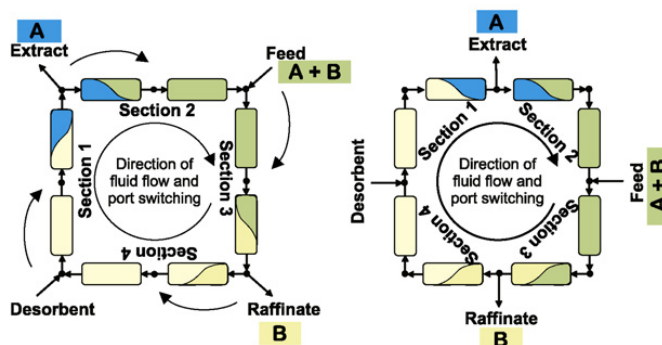 A
Extract
Feed
A + B
Section 2
Section 1
Direction of
fluid flow and
port switching
Section 3
Section 4
Desorbent
Raffinate
B
A
Extract
Section 1
Section 2
Desorbent
Direction of
fluid flow and
port switching
Feed
A + B
Section 4
Section 3
Raffinate
B